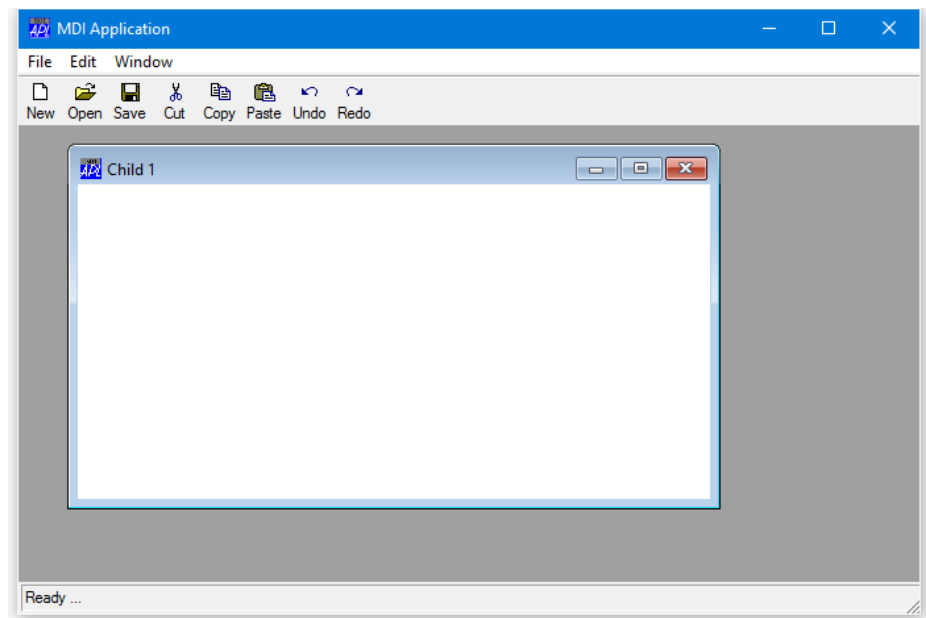 MDI Application
File Edit Window
New Open Save Cut Copy Paste Undo Redo
Child 1
Ready ...